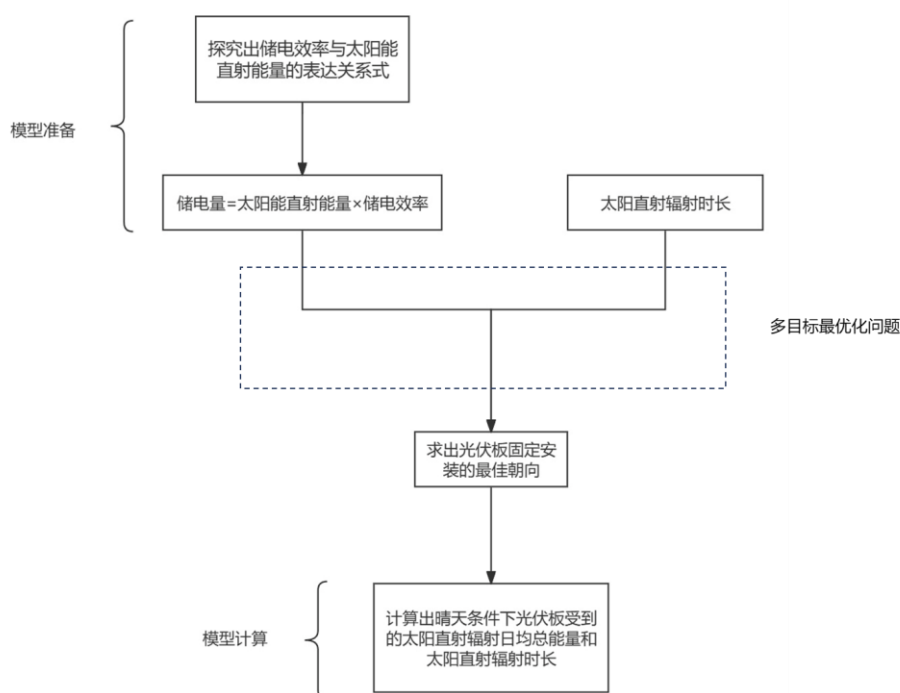 探究出储电效率与太阳能
直射能量的表达关系式
模型准备
储电量=太阳能直射能量×储电效率
太阳直射辐射时长
多目标最优化问题
求出光伏板固定安
装的最佳朝向
计算出晴天条件下光伏板受到
的太阳直射辐射日均总能量和
太阳直射辐射时长
模型计算